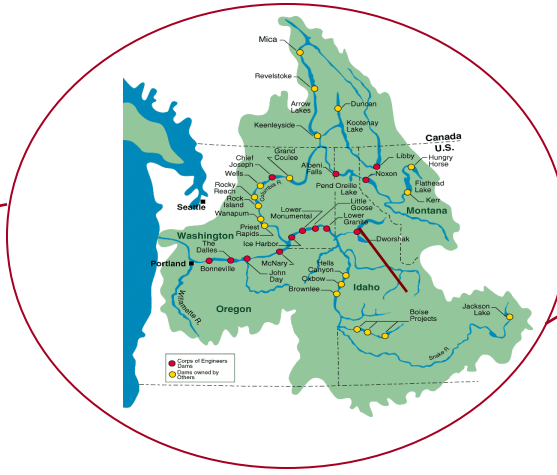 Mica
Revelstoke
Arrow
Lakes
Duncan
Kootenay
Lake
Keenleyside
Canada
U.S.
Grand
Coulee
Chief
Joseph
Wells
Albeni
Falls
Libby
Noxon
Hungry
Horse
Pend Oreille
Lake
Flathead
Lake
Kerr
Montana
Rocky
Reach
Rock
Island
Wanapum
Columbia R.
Seattle
Priest
Rapids
Lower
Monumental
Little
Goose
Lower
Granite
Washington
Ice Harbor
Dworshak
The
Dalles
Portland
Bonneville
McNary
John
Day
Hells
Canyon
Oxbow
Brownlee
Idaho
Willamette R.
Oregon
Boise
Projects
Jackson
Lake
Snake R.
Corps of Engineers
Dams
Dams owned by
Others